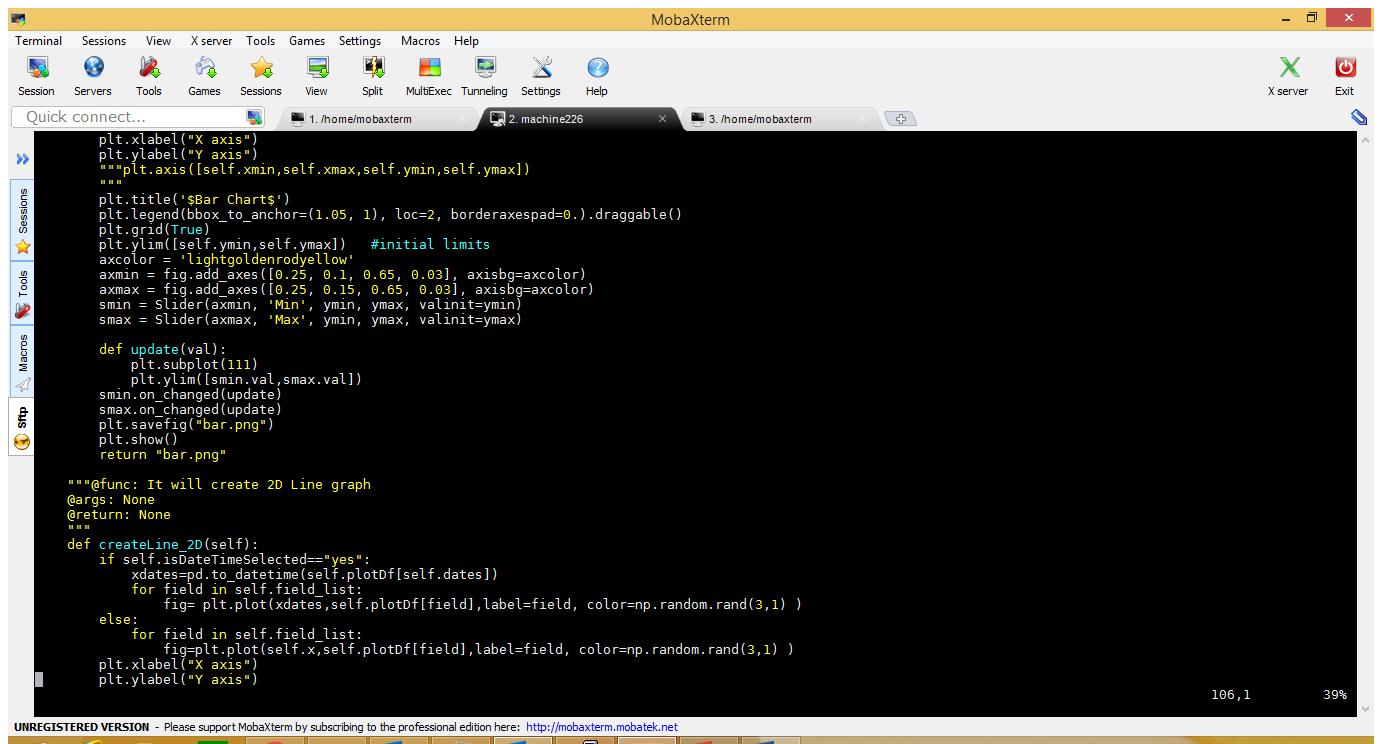 MobaXterm
Terminal Sessions View X server Tools Games Settings Macros Help
Session Servers Tools Games Sessions View Split MultiExec Tunneling Settings Help X server Exit
Quick connect... 1. /home/mobaxterm 2. machine226 3. /home/mobaxterm
Sessions
Tools
Macros
Sftp
        plt.xlabel("X axis")
        plt.ylabel("Y axis")
        """plt.axis([self.xmin,self.xmax,self.ymin,self.ymax])
        """
        plt.title('$Bar Chart$')
        plt.legend(bbox_to_anchor=(1.05, 1), loc=2, borderaxespad=0.).draggable()
        plt.grid(True)
        plt.ylim([self.ymin,self.ymax])   #initial limits
        axcolor = 'lightgoldenrodyellow'
        axmin = fig.add_axes([0.25, 0.1, 0.65, 0.03], axisbg=axcolor)
        axmax = fig.add_axes([0.25, 0.15, 0.65, 0.03], axisbg=axcolor)
        smin = Slider(axmin, 'Min', ymin, ymax, valinit=ymin)
        smax = Slider(axmax, 'Max', ymin, ymax, valinit=ymax)

        def update(val):
            plt.subplot(111)
            plt.ylim([smin.val,smax.val])
        smin.on_changed(update)
        smax.on_changed(update)
        plt.savefig("bar.png")
        plt.show()
        return "bar.png"

    """@func: It will create 2D Line graph
    @args: None
    @return: None
    """
    def createLine_2D(self):
        if self.isDateTimeSelected=="yes":
            xdates=pd.to_datetime(self.plotDf[self.dates])
            for field in self.field_list:
                fig= plt.plot(xdates,self.plotDf[field],label=field, color=np.random.rand(3,1) )
        else:
            for field in self.field_list:
                fig=plt.plot(self.x,self.plotDf[field],label=field, color=np.random.rand(3,1) )
        plt.xlabel("X axis")
        plt.ylabel("Y axis")
106,1 39%
UNREGISTERED VERSION - Please support MobaXterm by subscribing to the professional edition here: http://mobaxterm.mobatek.net